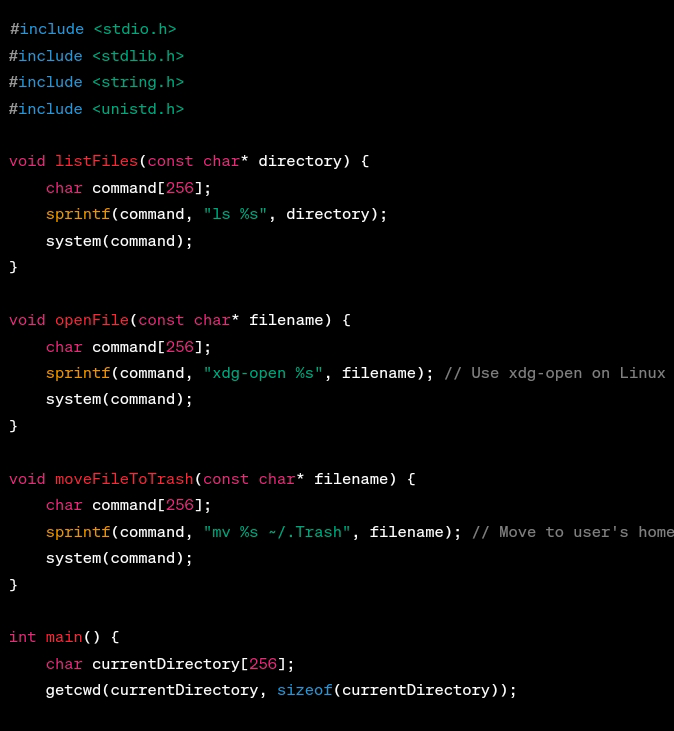 #include <stdio.h>
#include <stdlib.h>
#include <string.h>
#include <unistd.h>

void listFiles(const char* directory) {
    char command[256];
    sprintf(command, "ls %s", directory);
    system(command);
}

void openFile(const char* filename) {
    char command[256];
    sprintf(command, "xdg-open %s", filename); // Use xdg-open on Linux
    system(command);
}

void moveFileToTrash(const char* filename) {
    char command[256];
    sprintf(command, "mv %s ~/.Trash", filename); // Move to user's home
    system(command);
}

int main() {
    char currentDirectory[256];
    getcwd(currentDirectory, sizeof(currentDirectory));